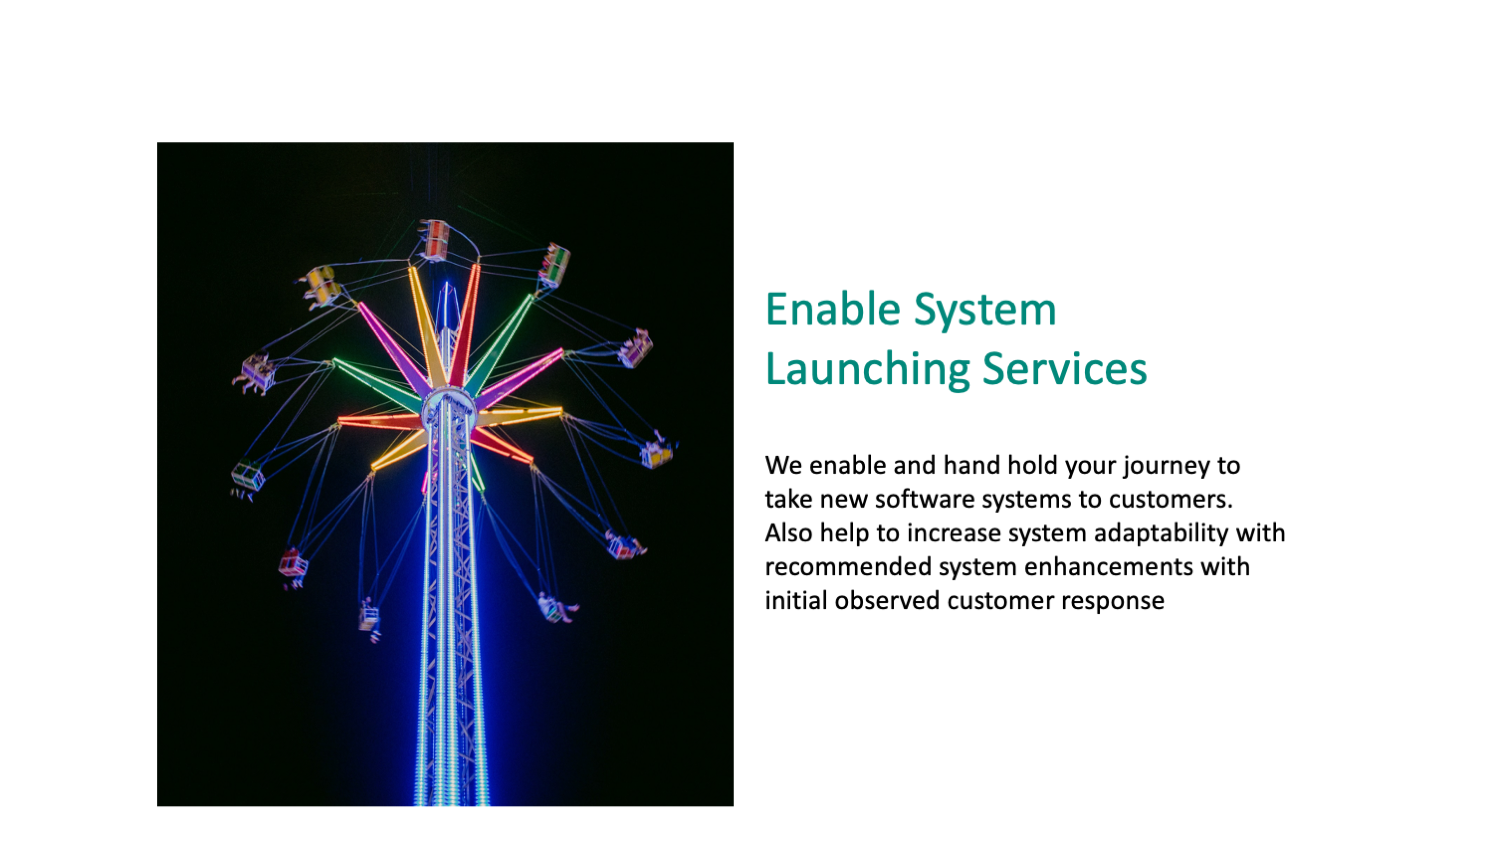 Enable System
Launching Services
We enable and hand hold your journey to
take new software systems to customers.
Also help to increase system adaptability with
recommended system enhancements with
initial observed customer response